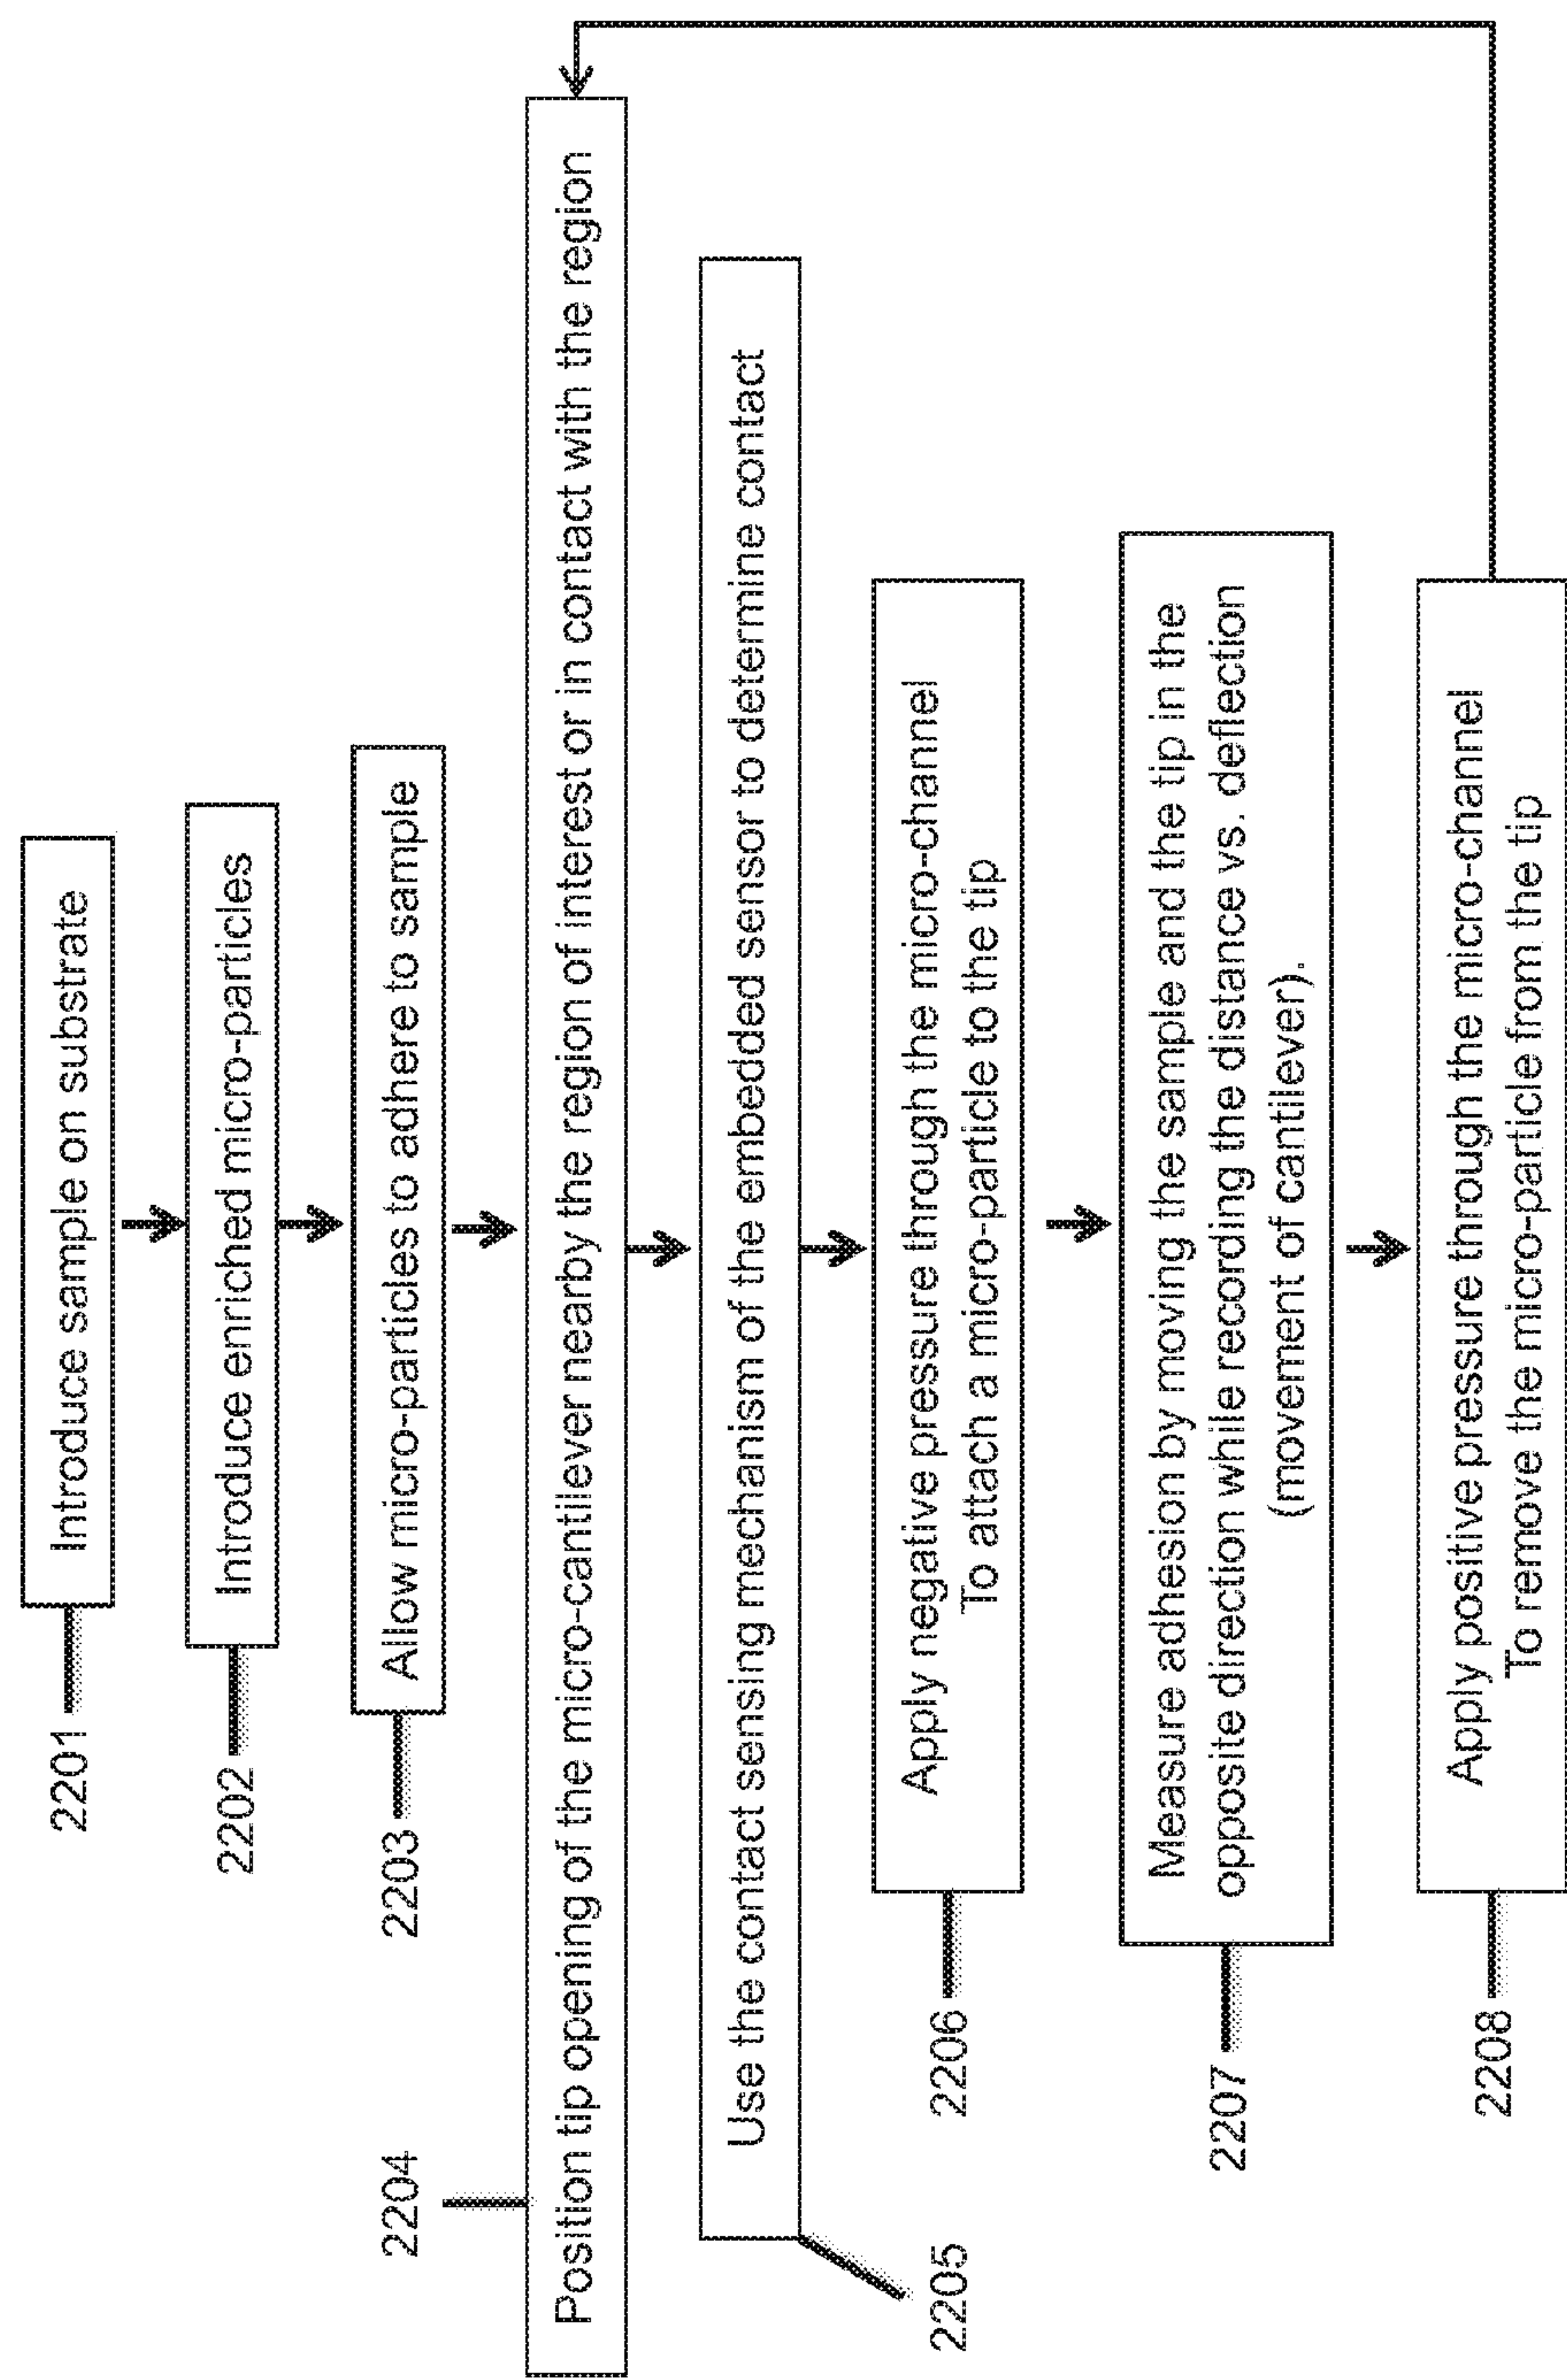 2201
Introduce sample on substrate
2202
Introduce enriched micro-particles
2203
Allow micro-particles to adhere to sample
2204
Position tip opening of the micro-cantilever nearby the region of interest or in contact with the region
Use the contact sensing mechanism of the embedded sensor to determine contact
2205
2206
Apply negative pressure through the micro-channel
To attach a micro-particle to the tip
2207
Measure adhesion by moving the sample and the tip in the
opposite direction while recording the distance vs. deflection
(movement of cantilever).
2208
Apply positive pressure through the micro-channel
To remove the micro-particle from the tip